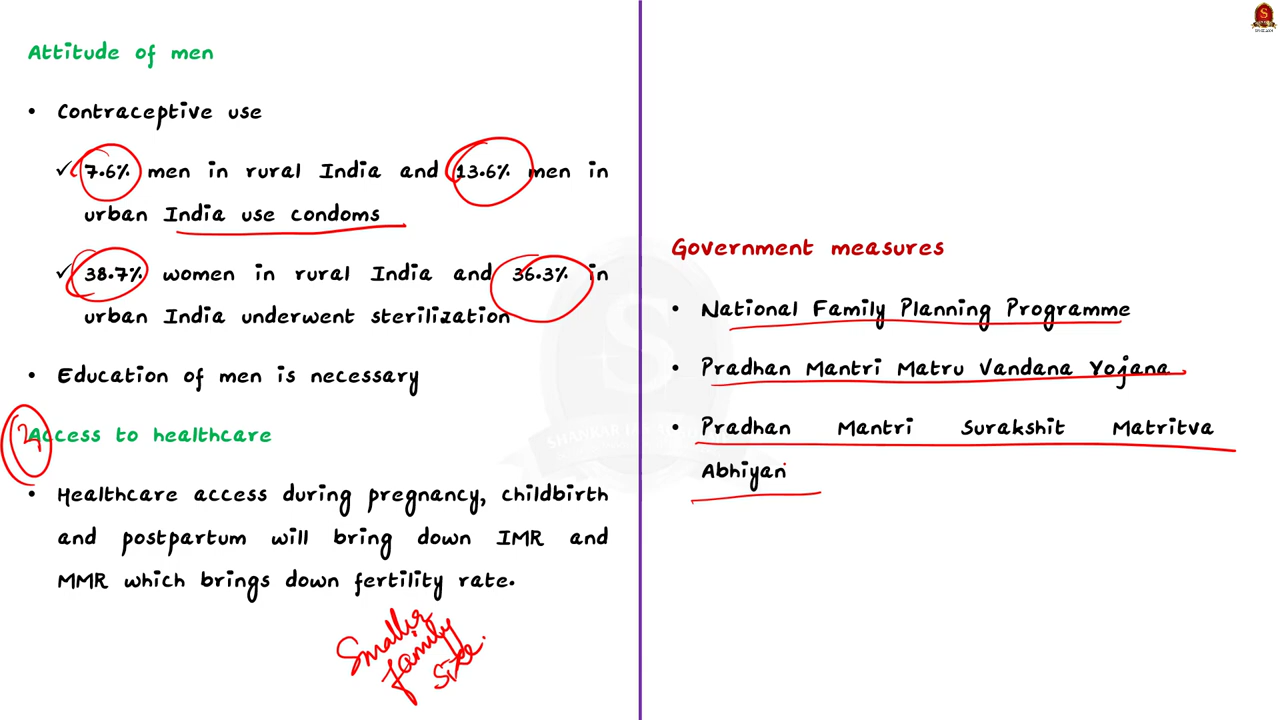 Attitude of men
• Contraceptive use
✓ 7.6% men in rural India and 13.6% men in
urban India use condoms
✓ 38.7% women in rural India and 36.3% in
urban India underwent sterilization
• Education of men is necessary
Access to healthcare
• Healthcare access during pregnancy, childbirth
and postpartum will bring down IMR and
MMR which brings down fertility rate.
Smaller
family
size.
Government measures
• National Family Planning Programme
• Pradhan Mantri Matru Vandana Yojana
• Pradhan Mantri Surakshit Matritva
Abhiyan